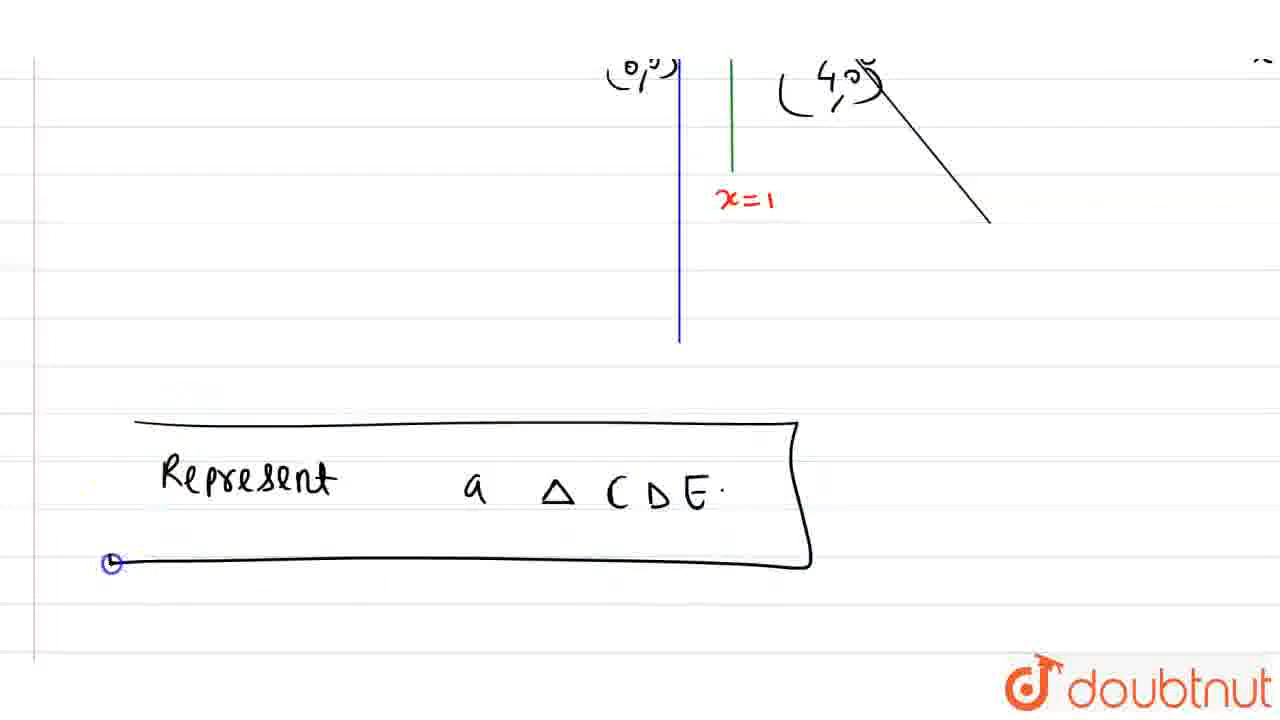 (0,0)
(4,0)
x
x=1
Represent a △ CDE.
doubtnut